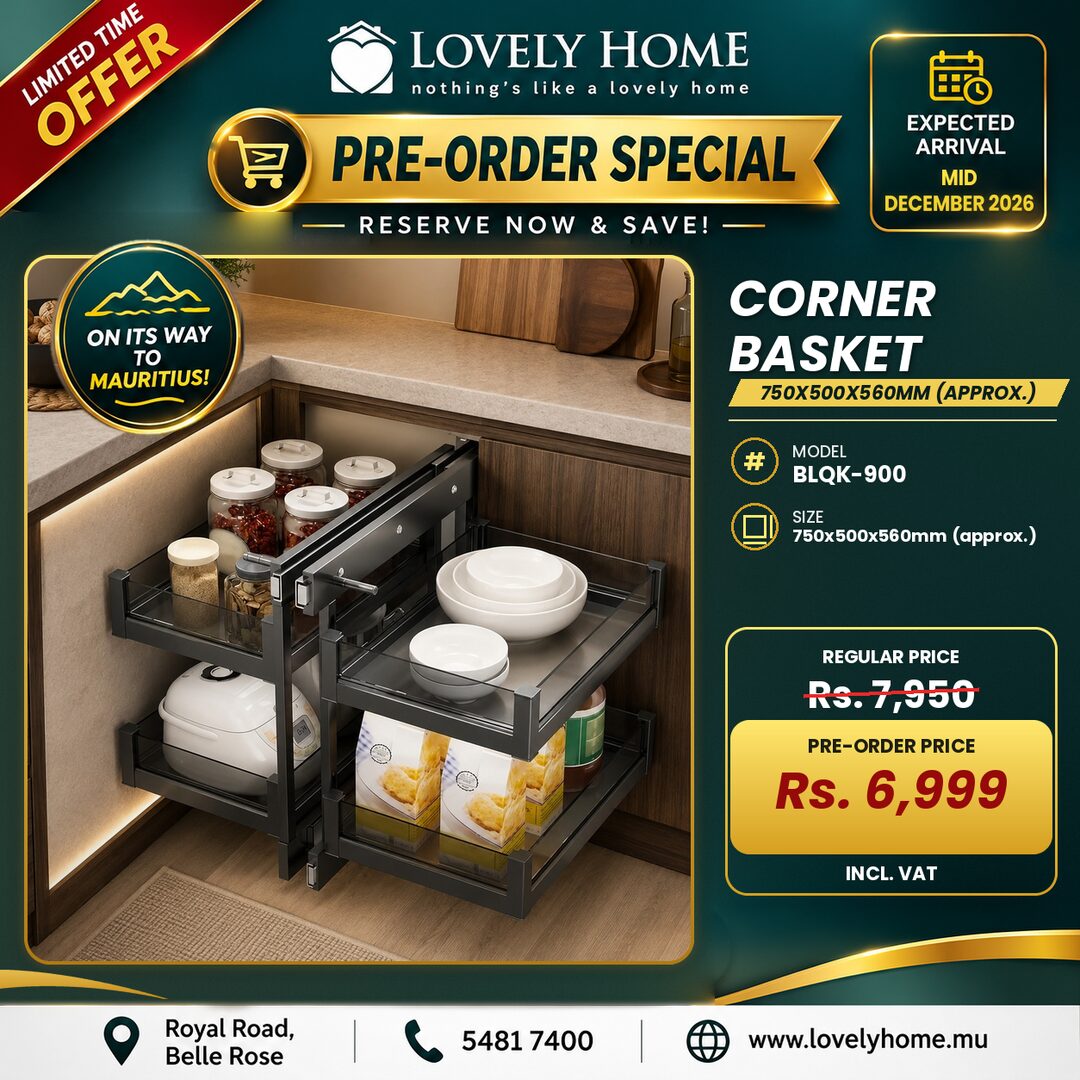 LIMITED TIME
OFFER
LOVELY HOME
nothing's like a lovely home
PRE-ORDER SPECIAL
RESERVE NOW & SAVE!
EXPECTED
ARRIVAL
MID
DECEMBER 2026
ON ITS WAY
TO
MAURITIUS!
CORNER
BASKET
750X500X560MM (APPROX.)
#
MODEL
BLQK-900
SIZE
750x500x560mm (approx.)
REGULAR PRICE
Rs. 7,950
PRE-ORDER PRICE
Rs. 6,999
INCL. VAT
Royal Road,
Belle Rose
5481 7400
www.lovelyhome.mu